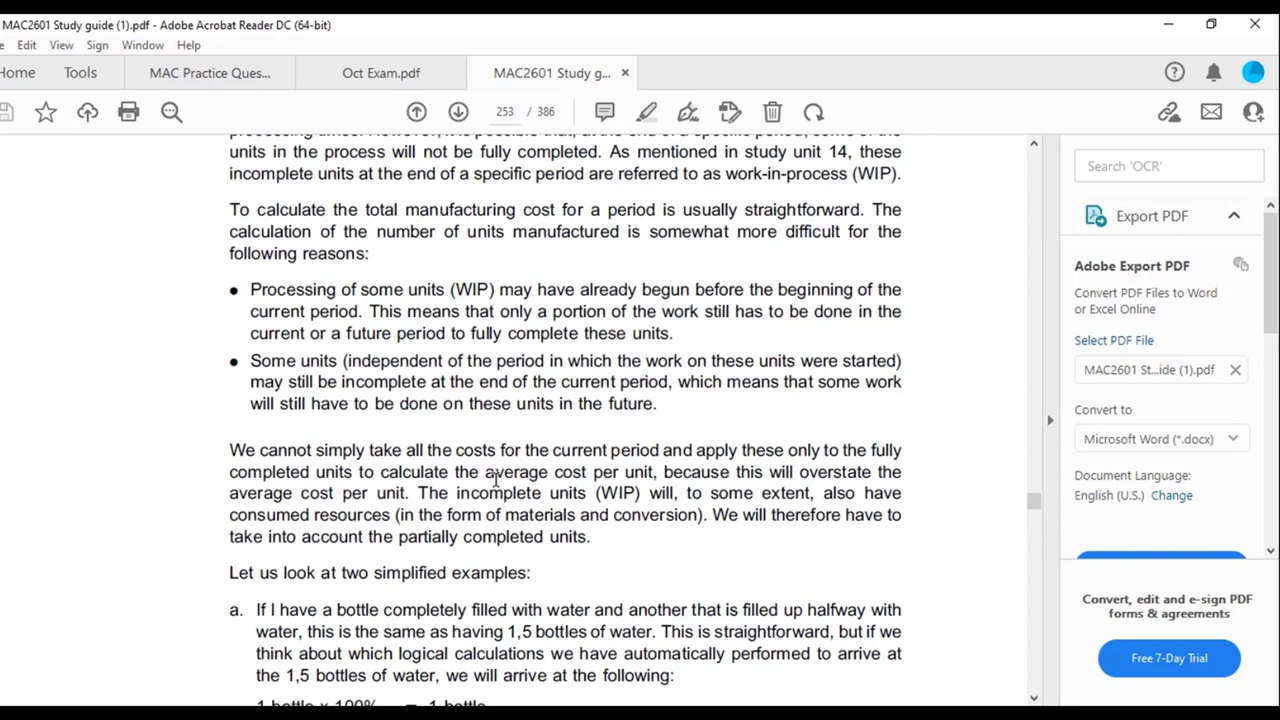 MAC2601 Study guide (1).pdf - Adobe Acrobat Reader DC (64-bit)
Edit View Sign Window Help
Home Tools MAC Practice Ques... Oct Exam.pdf MAC2601 Study g...
253 / 386
units in the process will not be fully completed. As mentioned in study unit 14, these
incomplete units at the end of a specific period are referred to as work-in-process (WIP).
To calculate the total manufacturing cost for a period is usually straightforward. The
calculation of the number of units manufactured is somewhat more difficult for the
following reasons:
• Processing of some units (WIP) may have already begun before the beginning of the
current period. This means that only a portion of the work still has to be done in the
current or a future period to fully complete these units.
• Some units (independent of the period in which the work on these units were started)
may still be incomplete at the end of the current period, which means that some work
will still have to be done on these units in the future.
We cannot simply take all the costs for the current period and apply these only to the fully
completed units to calculate the average cost per unit, because this will overstate the
average cost per unit. The incomplete units (WIP) will, to some extent, also have
consumed resources (in the form of materials and conversion). We will therefore have to
take into account the partially completed units.
Let us look at two simplified examples:
a. If I have a bottle completely filled with water and another that is filled up halfway with
water, this is the same as having 1,5 bottles of water. This is straightforward, but if we
think about which logical calculations we have automatically performed to arrive at
the 1,5 bottles of water, we will arrive at the following:
1 bottle x 100% = 1 bottle
Search 'OCR'
Export PDF
Adobe Export PDF
Convert PDF Files to Word
or Excel Online
Select PDF File
MAC2601 St...ide (1).pdf
Convert to
Microsoft Word (*.docx)
Document Language:
English (U.S.) Change
Convert, edit and e-sign PDF
forms & agreements
Free 7-Day Trial